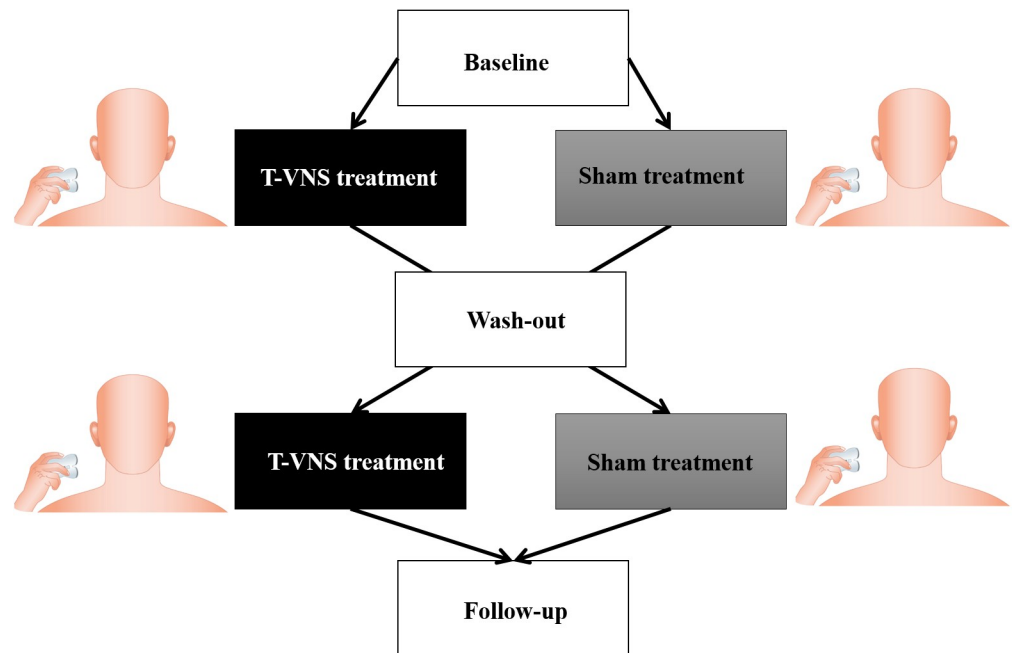 Baseline
T-VNS treatment
Sham treatment
Wash-out
T-VNS treatment
Sham treatment
Follow-up